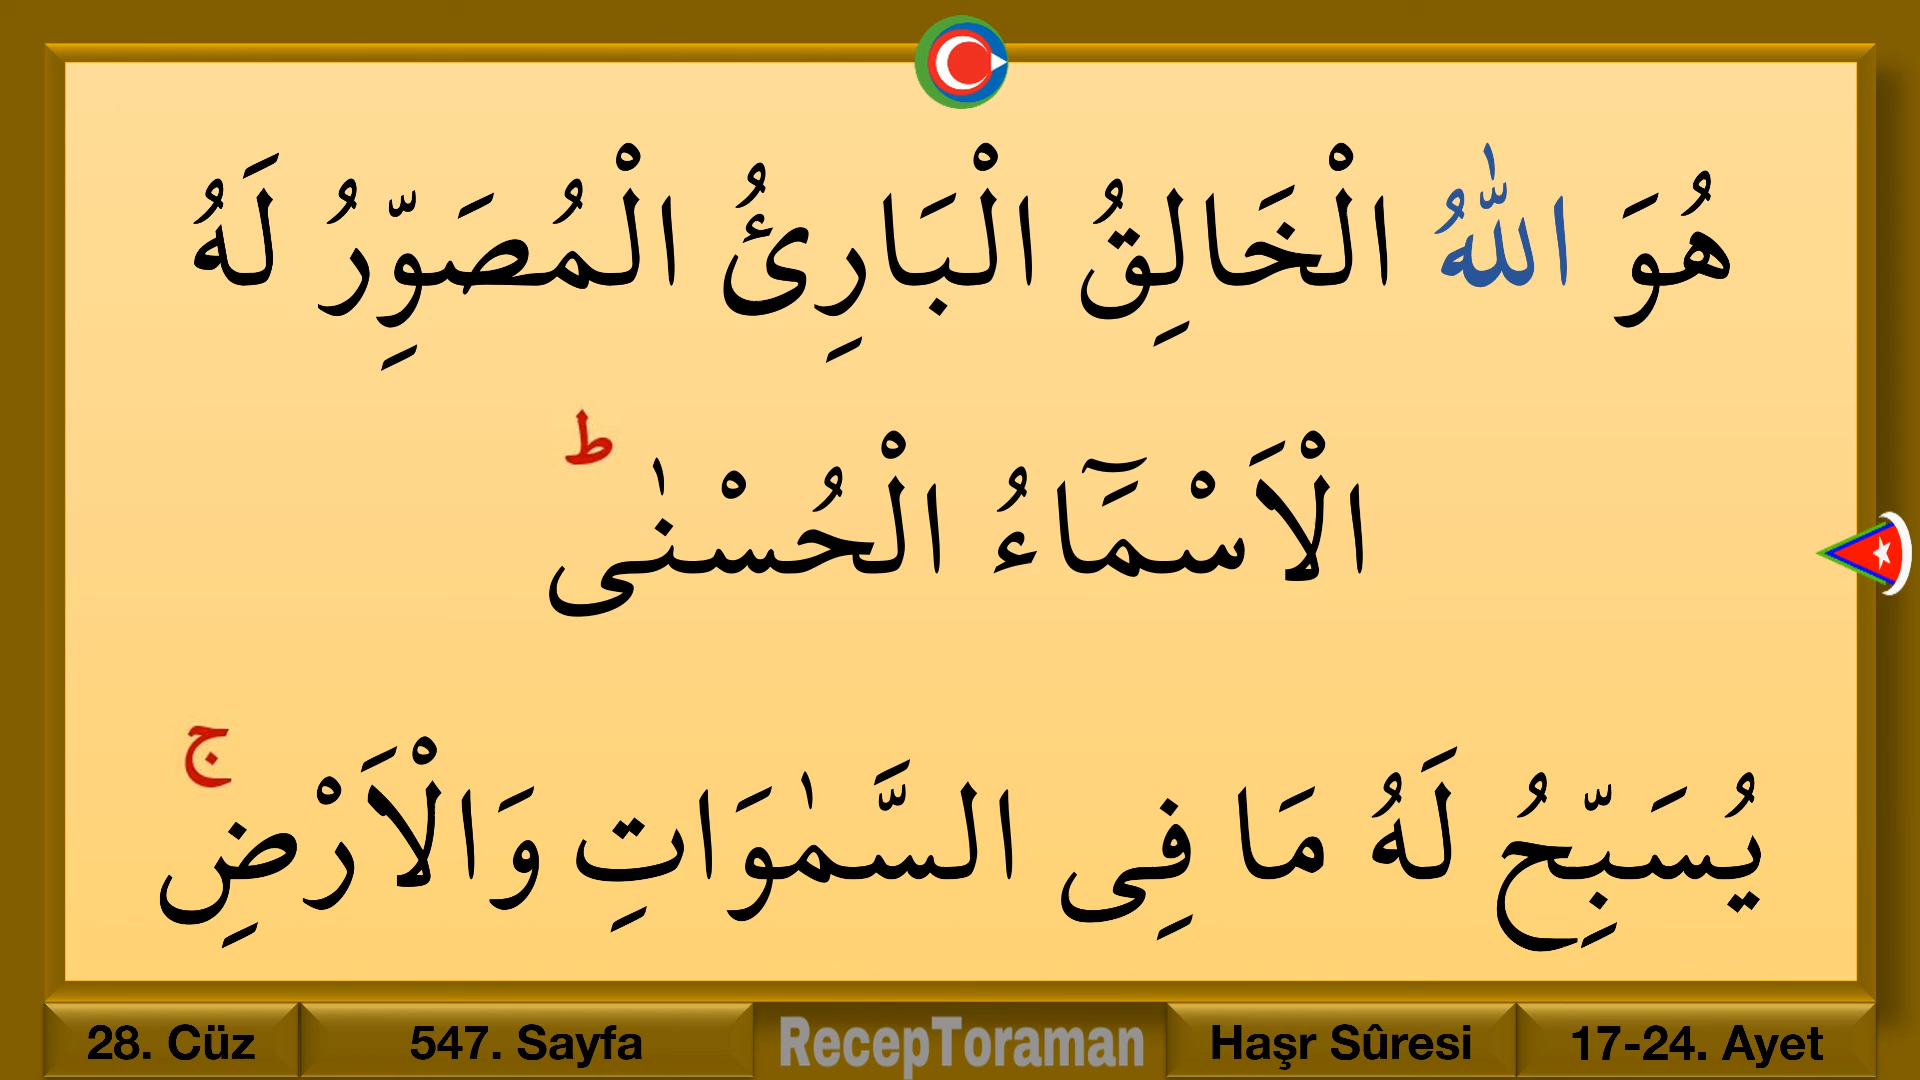 هُوَ اللّٰهُ الْخَالِقُ الْبَارِئُ الْمُصَوِّرُ لَهُ
الْاَسْمَٓاءُ الْحُسْنٰى ط
يُسَبِّحُ لَهُ مَا فِى السَّمٰوَاتِ وَالْاَرْضِ ج
28. Cüz 547. Sayfa RecepToraman Haşr Sûresi 17-24. Ayet